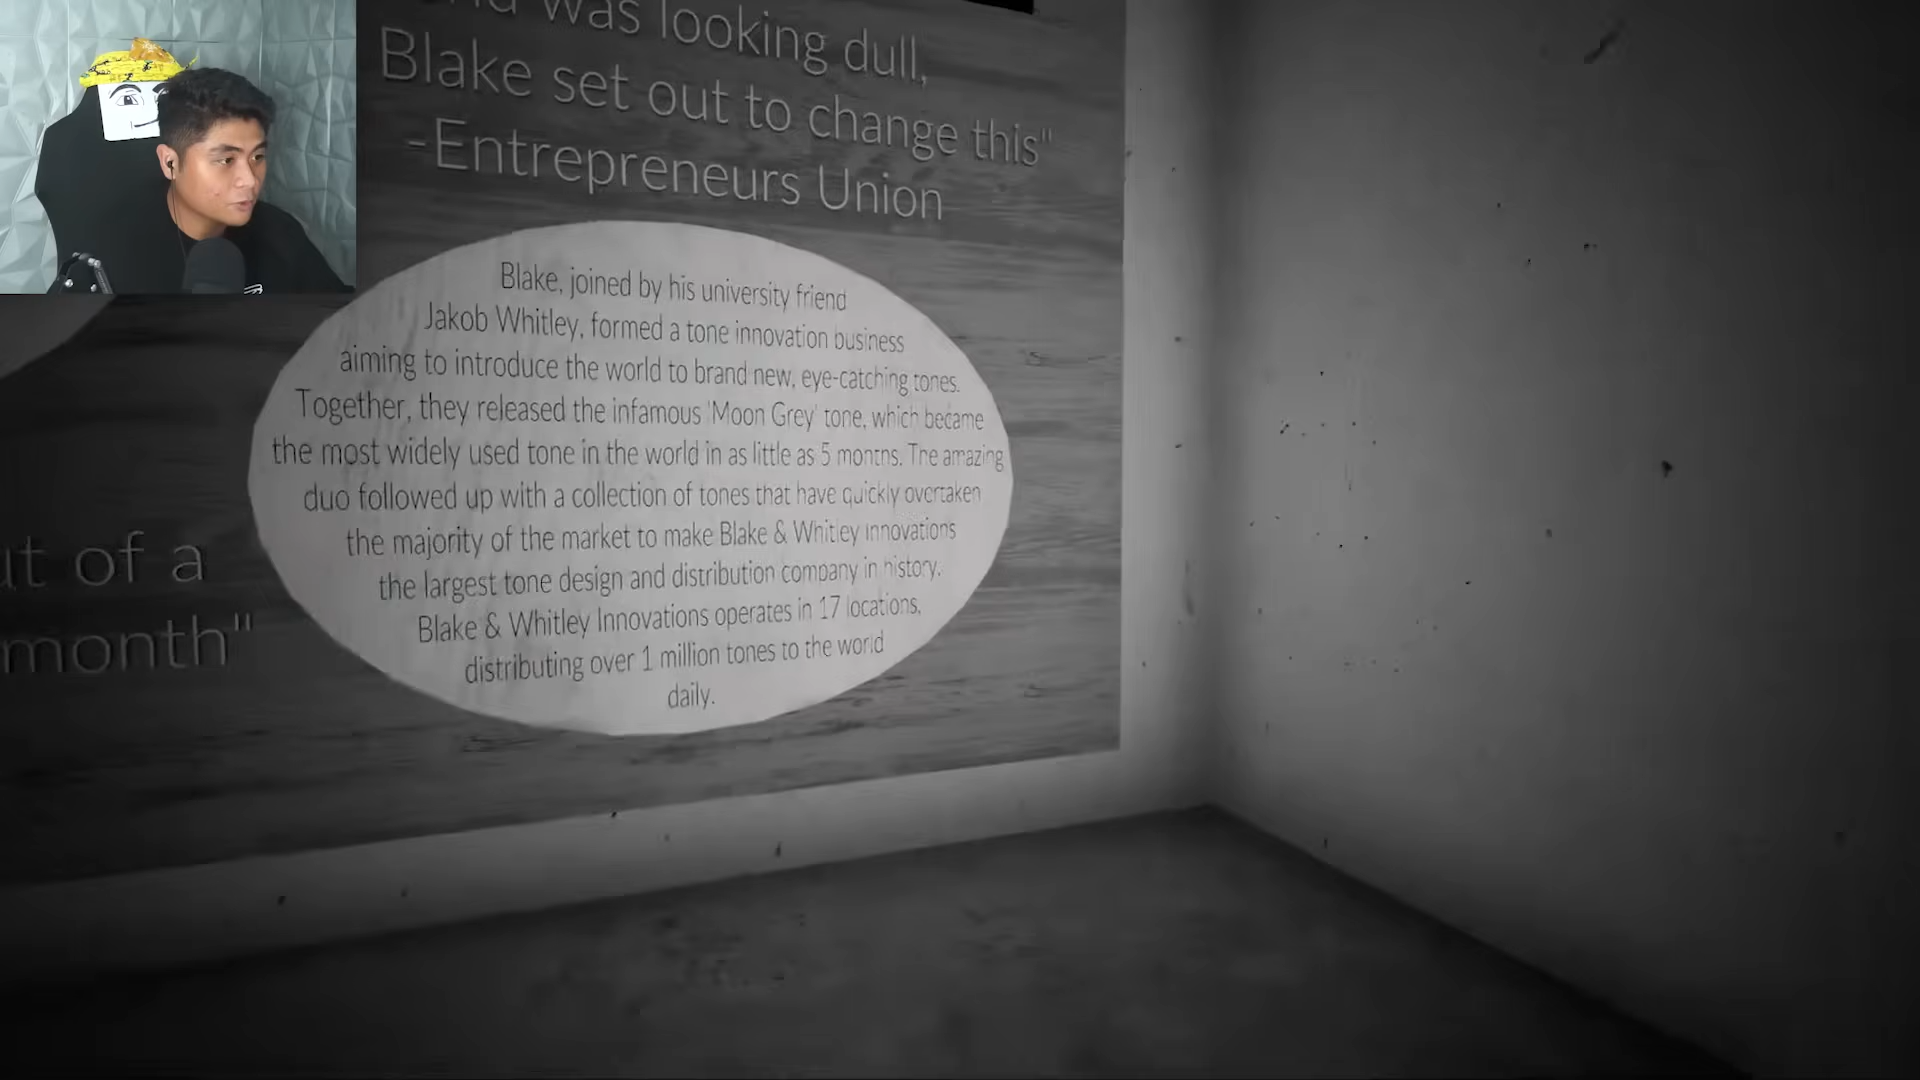 was looking dull,
Blake set out to change this"
-Entrepreneurs Union
Blake, joined by his university friend
Jakob Whitley, formed a tone innovation business
aiming to introduce the world to brand new, eye-catching tones.
Together, they released the infamous 'Moon Grey' tone, which became
the most widely used tone in the world in as little as 5 months. The amazing
duo followed up with a collection of tones that have quickly overtaken
the majority of the market to make Blake & Whitley Innovations
the largest tone design and distribution company in history.
Blake & Whitley Innovations operates in 17 locations,
distributing over 1 million tones to the world
daily.
of a
month"